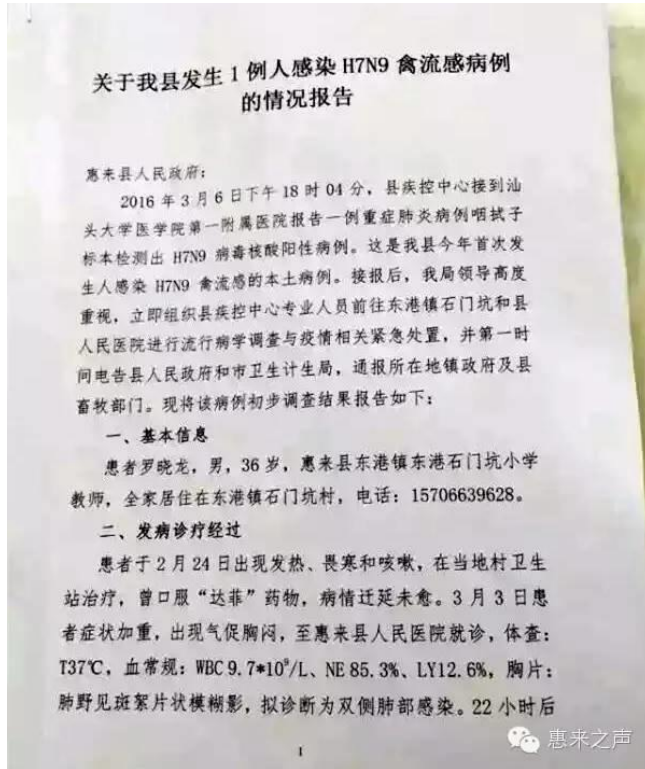 关于我县发生1例人感染H7N9禽流感病例
的情况报告
惠来县人民政府：
2016年3月6日下午18时04分，县疾控中心接到汕
头大学医学院第一附属医院报告一例重症肺炎病例咽拭子
标本检测出 H7N9 病毒核酸阳性病例。这是我县今年首次发
生人感染 H7N9 禽流感的本土病例。接报后，我局领导高度
重视，立即组织县疾控中心专业人员前往东港镇石门坑和县
人民医院进行流行病学调查与疫情相关紧急处置，并第一时
间电告县人民政府和市卫生计生局，通报所在地镇政府及县
畜牧部门。现将该病例初步调查结果报告如下：
一、基本信息
患者罗晓龙，男，36岁，惠来县东港镇东港石门坑小学
教师，全家居住在东港镇石门坑村，电话：15706639628。
二、发病诊疗经过
患者于2月24日出现发热、畏寒和咳嗽，在当地村卫生
站治疗，曾口服“达菲”药物，病情迁延未愈。3月3日患
者症状加重，出现气促胸闷，至惠来县人民医院就诊，体查：
T37℃，血常规：WBC 9.7*10⁹/L、NE 85.3%、LY12.6%，胸片：
肺野见斑絮片状模糊影，拟诊断为双侧肺部感染。22小时后
1
惠来之声